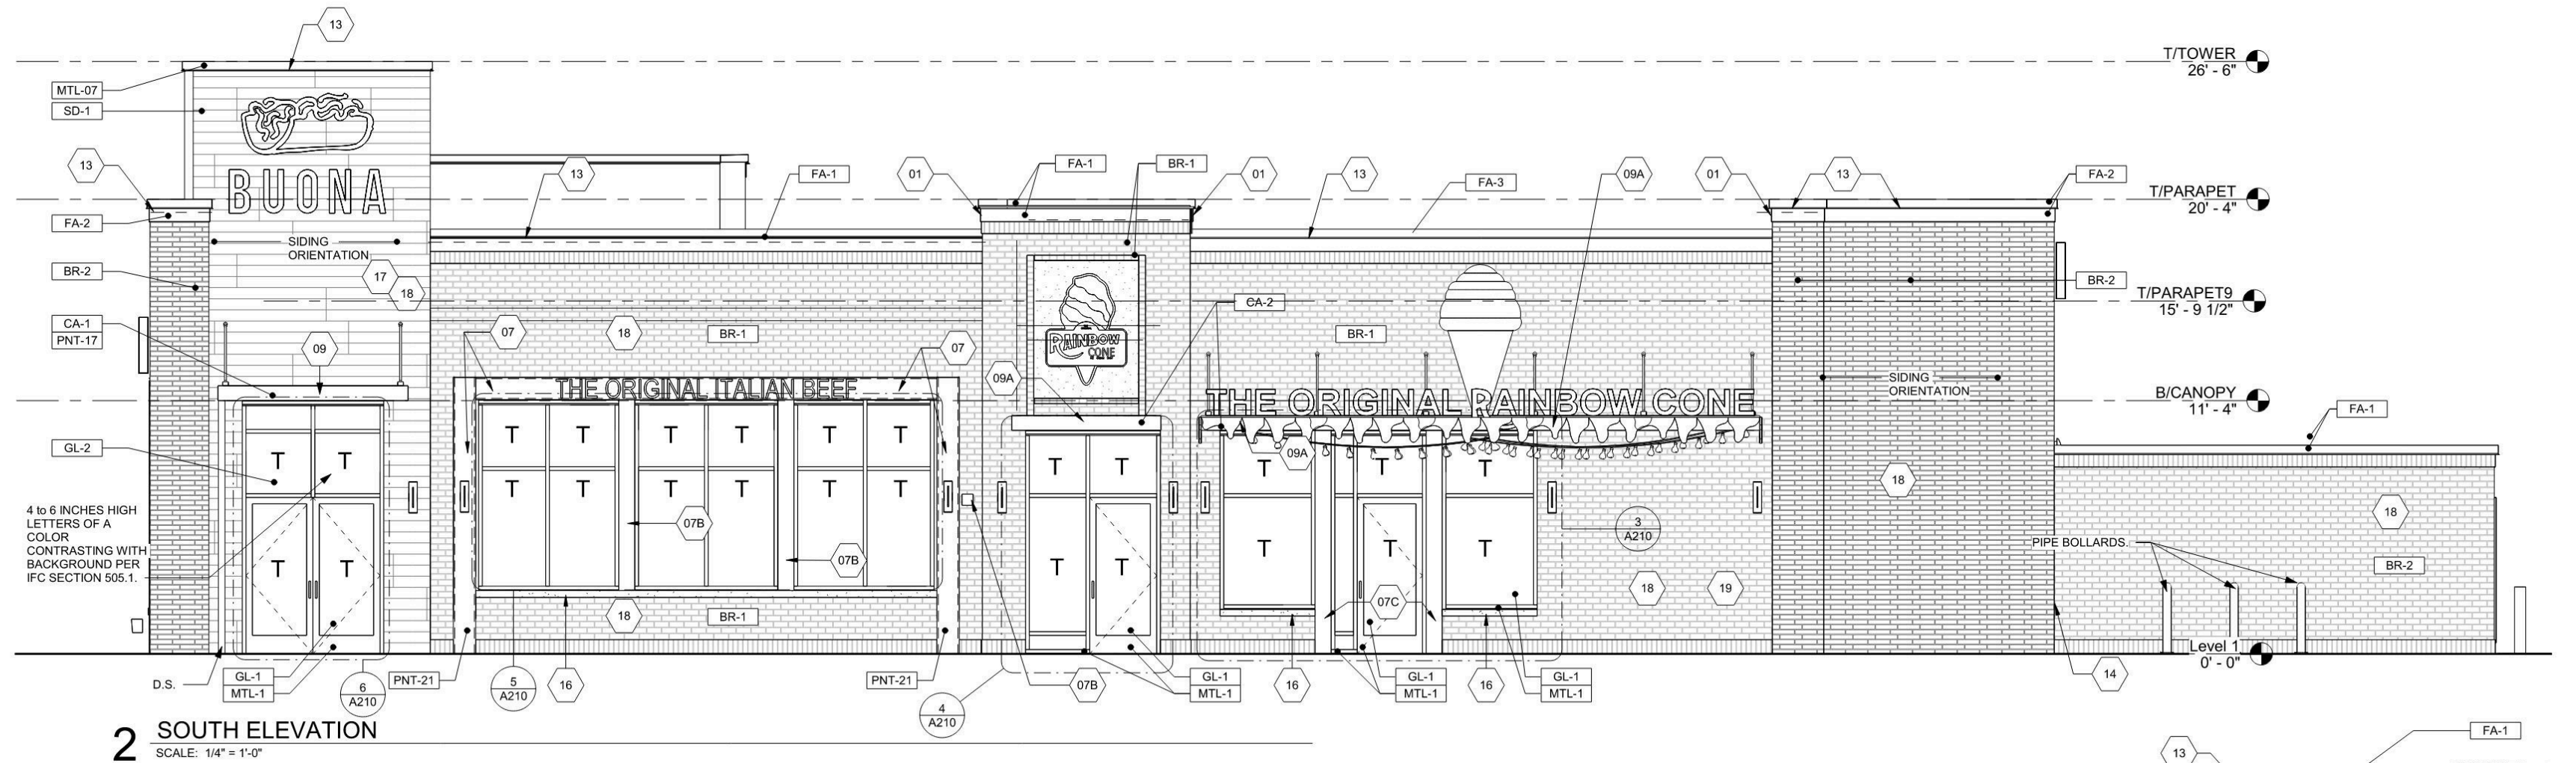 13
T/TOWER
26' - 6"
MTL-07
SD-1
13
BUONA
13
FA-1
01
FA-1
BR-1
01
13
FA-3
09A
01
13
FA-2
T/PARAPET
20' - 4"
FA-2
SIDING
ORIENTATION
BR-2
17
18
BR-2
T/PARAPET9
15' - 9 1/2"
CA-2
CA-1
PNT-17
09
07
18
BR-1
07
RAINBOW
CONE
BR-1
09A
SIDING
ORIENTATION
THE ORIGINAL ITALIAN BEEF
THE ORIGINAL RAINBOW CONE
B/CANOPY
11' - 4"
FA-1
GL-2
T T
T T T T T T
T T T T T T
T T
09A
T T T
18
4 to 6 INCHES HIGH
LETTERS OF A
COLOR
CONTRASTING WITH
BACKGROUND PER
IFC SECTION 505.1.
07B
07B
3
A210
18
PIPE BOLLARDS.
BR-2
T T
T
T T T
18
BR-1
07C
18
19
Level 1
0' - 0"
D.S.
GL-1
MTL-1
6
A210
PNT-21
5
A210
16
PNT-21
4
A210
07B
GL-1
MTL-1
16
GL-1
MTL-1
16
GL-1
MTL-1
14
2
SOUTH ELEVATION
SCALE: 1/4" = 1'-0"
13
FA-1